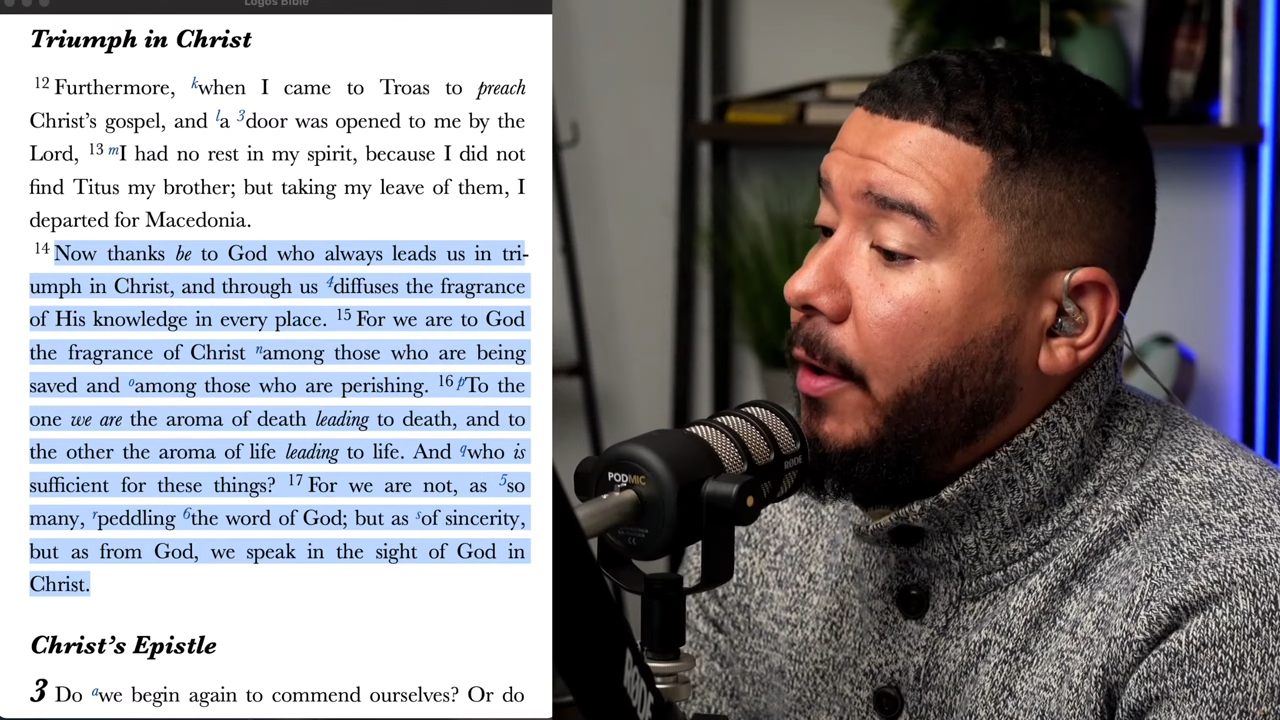 Logos Bible
Triumph in Christ
12 Furthermore, kwhen I came to Troas to preach
Christ's gospel, and la 3door was opened to me by the
Lord, 13 mI had no rest in my spirit, because I did not
find Titus my brother; but taking my leave of them, I
departed for Macedonia.
14 Now thanks be to God who always leads us in tri-
umph in Christ, and through us 4diffuses the fragrance
of His knowledge in every place. 15 For we are to God
the fragrance of Christ namong those who are being
saved and oamong those who are perishing. 16 pTo the
one we are the aroma of death leading to death, and to
the other the aroma of life leading to life. And qwho is
sufficient for these things? 17 For we are not, as 5so
many, rpeddling 6the word of God; but as sof sincerity,
but as from God, we speak in the sight of God in
Christ.
Christ's Epistle
3 Do awe begin again to commend ourselves? Or do
PODMIC
RØDE
RØDE